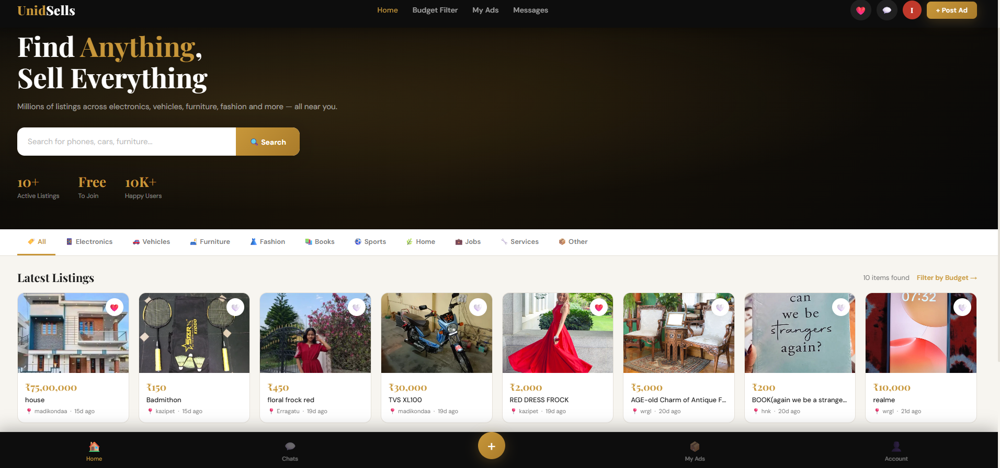 UnidSells
Home Budget Filter My Ads Messages
I
+ Post Ad
Find Anything,
Sell Everything
Millions of listings across electronics, vehicles, furniture, fashion and more — all near you.
Search for phones, cars, furniture...
Search
10+ Free 10K+
Active Listings To Join Happy Users
All Electronics Vehicles Furniture Fashion Books Sports Home Jobs Services Other
Latest Listings
10 items found Filter by Budget →
STAR X
KIDOO
can
we be
strangers
again?
07:32
₹75,00,000
house
madikondaa · 15d ago
₹150
Badmithon
kazipet · 15d ago
₹450
floral frock red
Erragatu · 19d ago
₹30,000
TVS XL100
madikondaa · 19d ago
₹2,000
RED DRESS FROCK
kazipet · 19d ago
₹5,000
AGE-old Charm of Antique F...
wrgl · 20d ago
₹200
BOOK(again we be a strange...
hnk · 20d ago
₹10,000
realme
wrgl · 21d ago
+
Home Chats My Ads Account